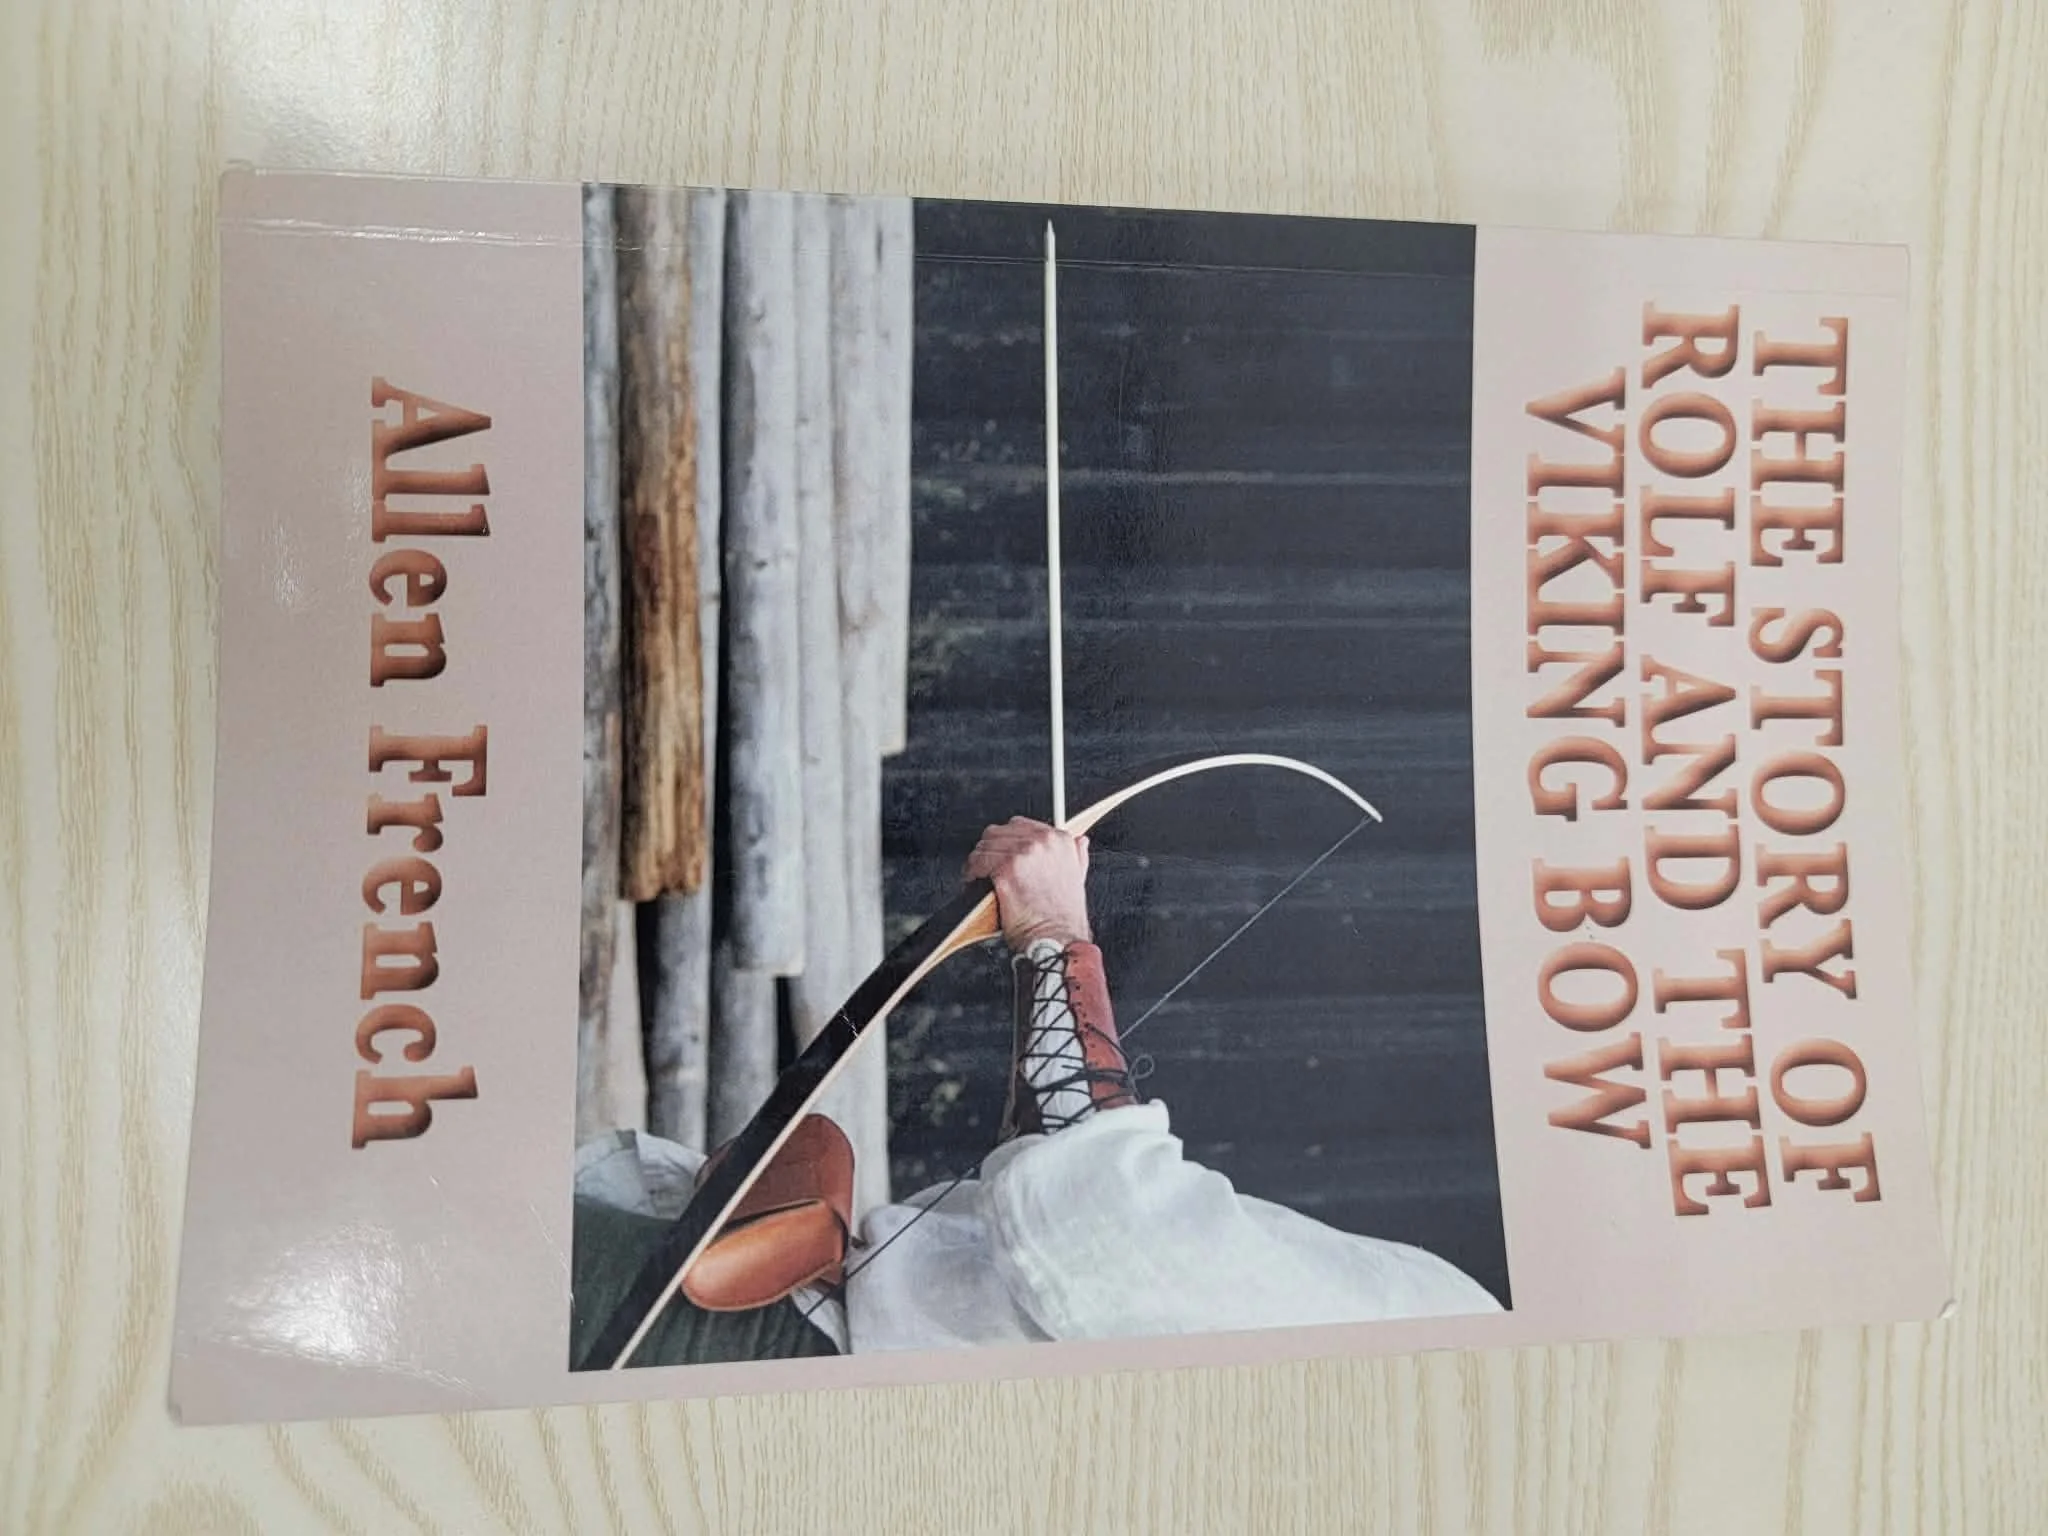 THE STORY OF
ROLF AND THE
VIKING BOW
Allen French